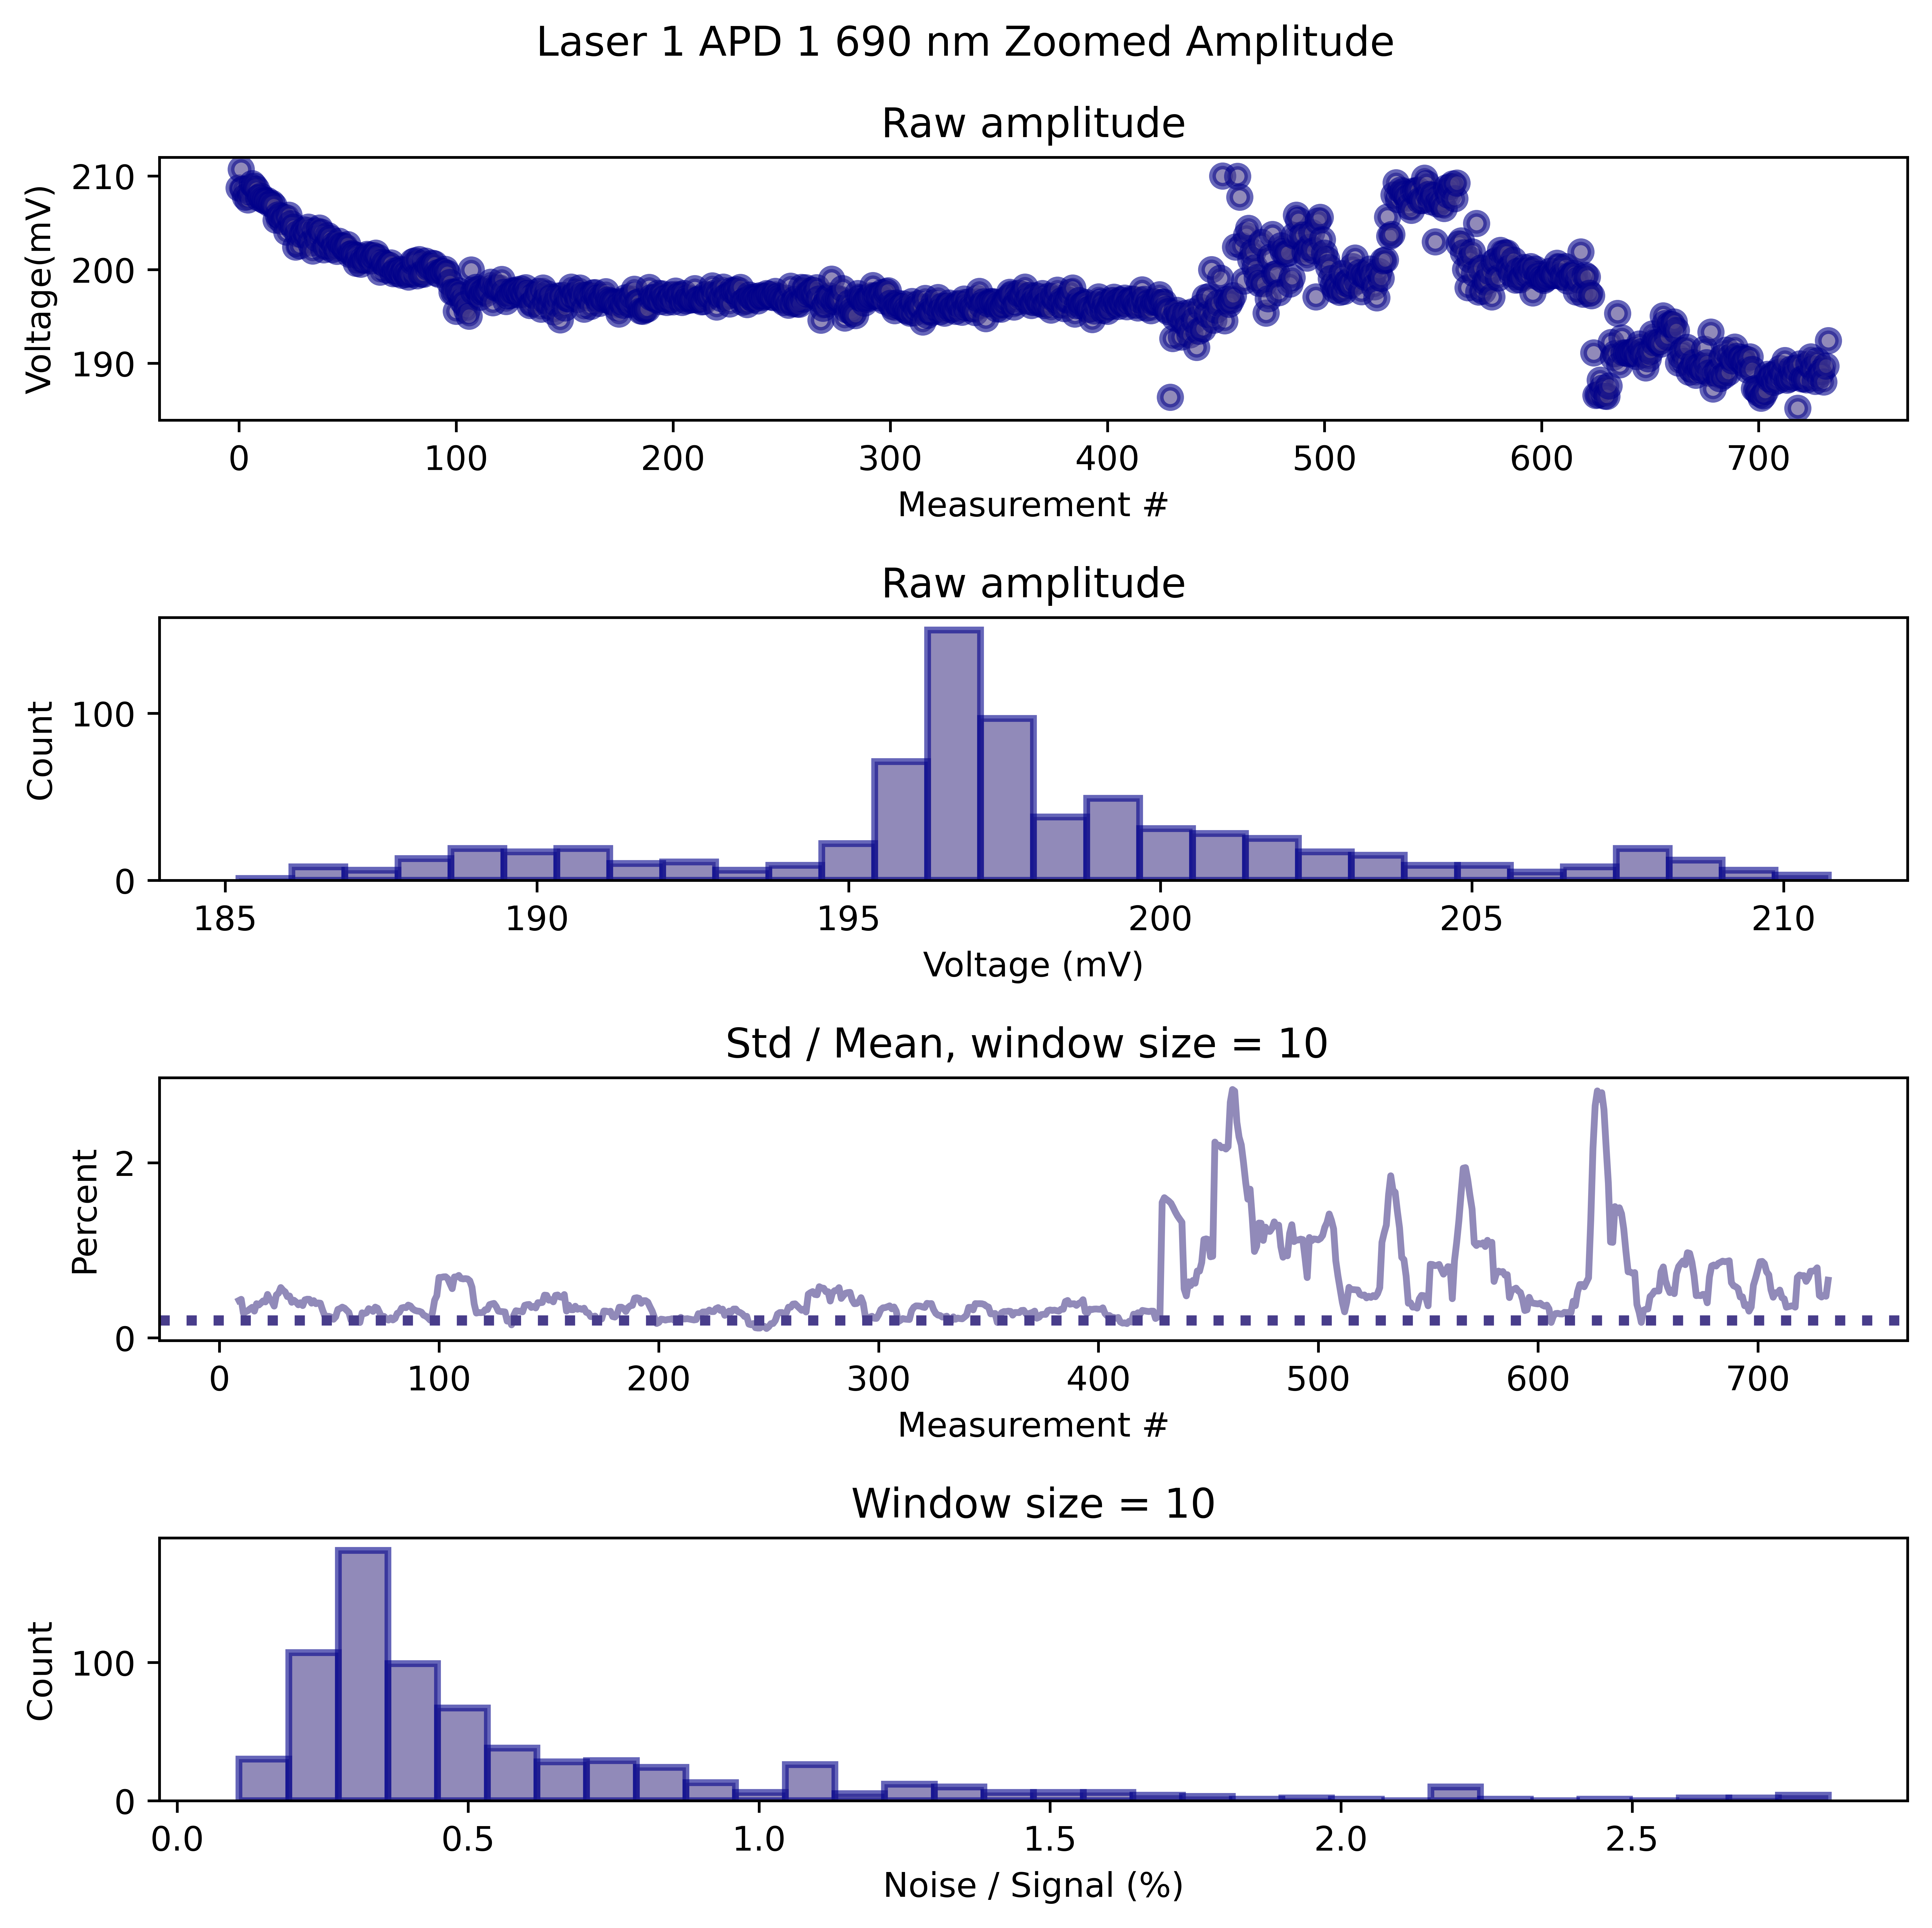 Laser 1 APD 1 690 nm Zoomed Amplitude
Raw amplitude
Voltage(mV)
210
200
190
0 100 200 300 400 500 600 700
Measurement #
Raw amplitude
Count
100
0
185 190 195 200 205 210
Voltage (mV)
Std / Mean, window size = 10
Percent
2
0
0 100 200 300 400 500 600 700
Measurement #
Window size = 10
Count
100
0
0.0 0.5 1.0 1.5 2.0 2.5
Noise / Signal (%)